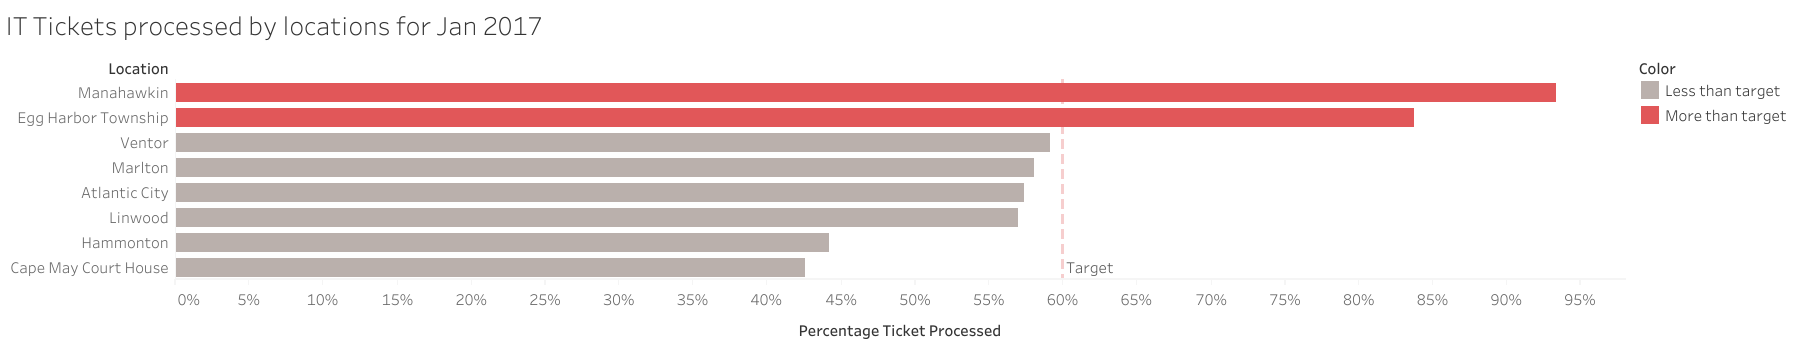 IT Tickets processed by locations for Jan 2017
Location
Color
Manahawkin
Less than target
Egg Harbor Township
More than target
Ventor
Marlton
Atlantic City
Linwood
Hammonton
Cape May Court House
Target
0% 5% 10% 15% 20% 25% 30% 35% 40% 45% 50% 55% 60% 65% 70% 75% 80% 85% 90% 95%
Percentage Ticket Processed